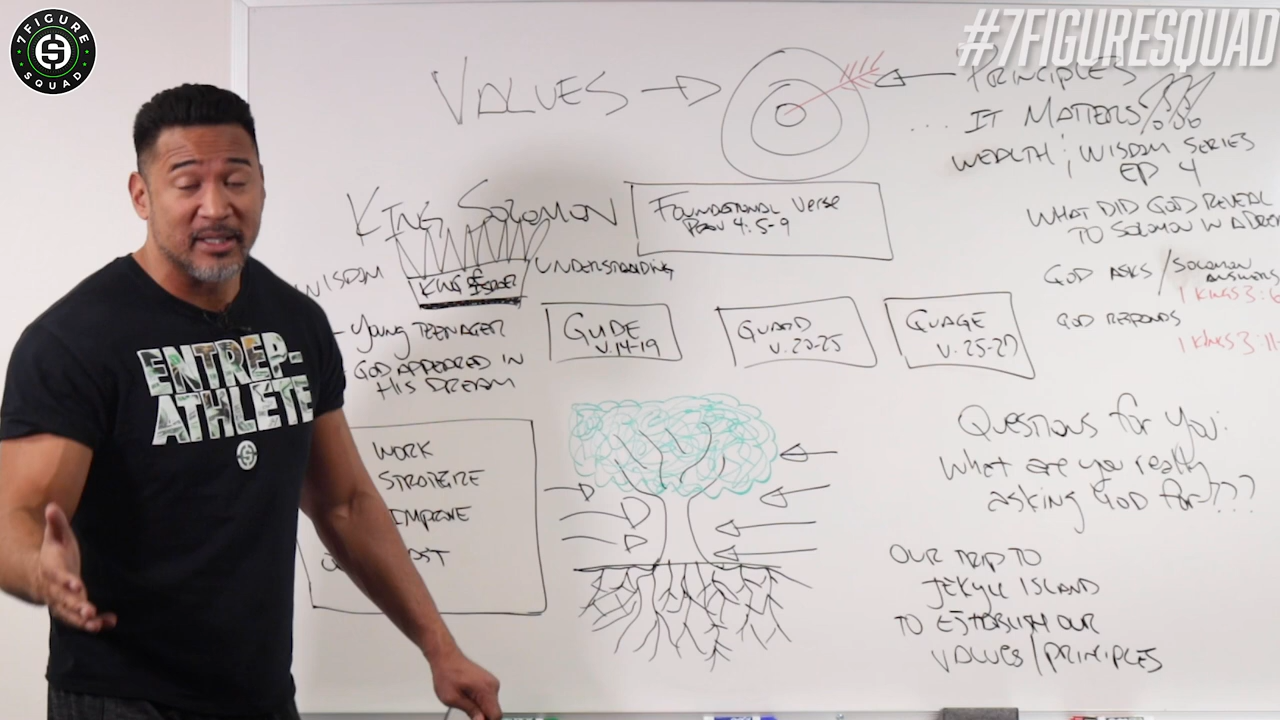 7 FIGURE SQUAD
#7FIGURESQUAD
VALUES
PRINCIPLES
... IT MATTERS
WEALTH & WISDOM SERIES
EP 4
KING SOLOMON
FOUNDATIONAL VERSE
PROV 4:5-9
WHAT DID GOD REVEAL
TO SOLOMON IN A
WISDOM
UNDERSTANDING
KING OF
GOD ASKS / SOLOMON
ANSWERS
1 KINGS 3:
GOD RESPONDS
1 KINGS 3:11-
- YOUNG TEENAGER
- GOD APPEARED IN
HIS DREAM
GUIDE
V.14-19
GUARD
V.20-25
GUAGE
V.25-27
ENTREP-
ATHLETE
WORK
IMPROVE
QUESTIONS FOR YOU:
What are you really
asking GOD for???
OUR TRIP TO
JEKYLL ISLAND
TO ESTABLISH OUR
VALUES/PRINCIPLES